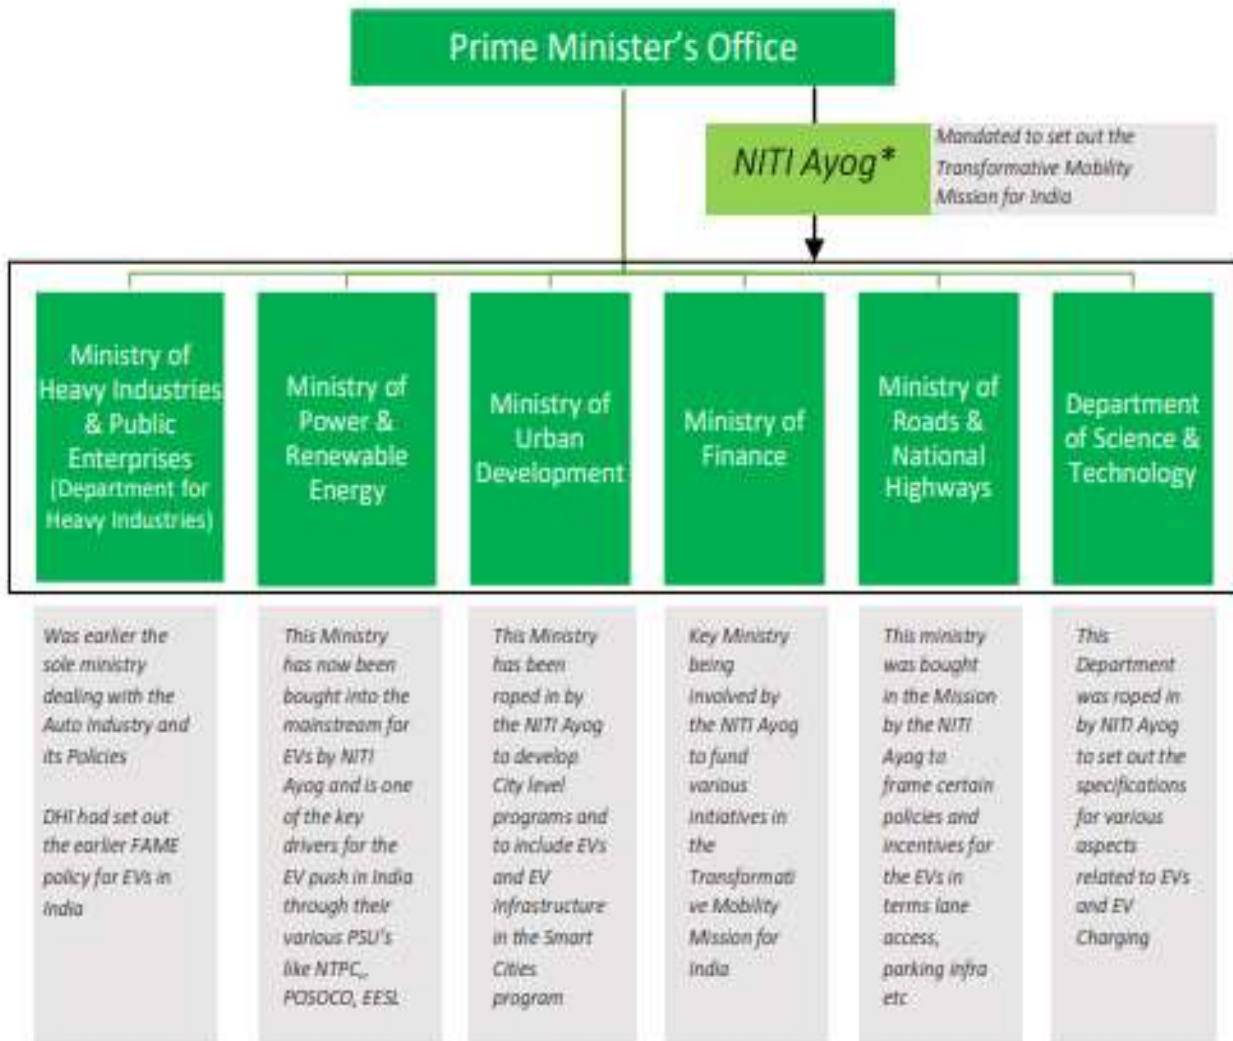 Prime Minister's Office
NITI Ayog*
Mandated to set out the
Transformative Mobility
Mission for India
Ministry of
Heavy Industries
& Public
Enterprises
(Department for
Heavy Industries)
Ministry of
Power &
Renewable
Energy
Ministry of
Urban
Development
Ministry of
Finance
Ministry of
Roads &
National
Highways
Department
of Science &
Technology
Was earlier the
sole ministry
dealing with the
Auto Industry and
its Policies
DHI had set out
the earlier FAME
policy for EVs in
India
This Ministry
has now been
bought into the
mainstream for
EVs by NITI
Ayog and is one
of the key
drivers for the
EV push in India
through their
various PSU's
like NTPC,,
POSOCO, EESL
This Ministry
has been
roped in by
the NITI Ayog
to develop
City level
programs and
to include EVs
and EV
Infrastructure
in the Smart
Cities
program
Key Ministry
being
involved by
the NITI Ayog
to fund
various
Initiatives in
the
Transformati
ve Mobility
Mission for
India
This ministry
was bought
in the Mission
by the NITI
Ayog to
frame certain
policies and
incentives for
the EVs in
terms lane
access,
parking infra
etc
This
Department
was roped in
by NITI Ayog
to set out the
specifications
for various
aspects
related to EVs
and EV
Charging